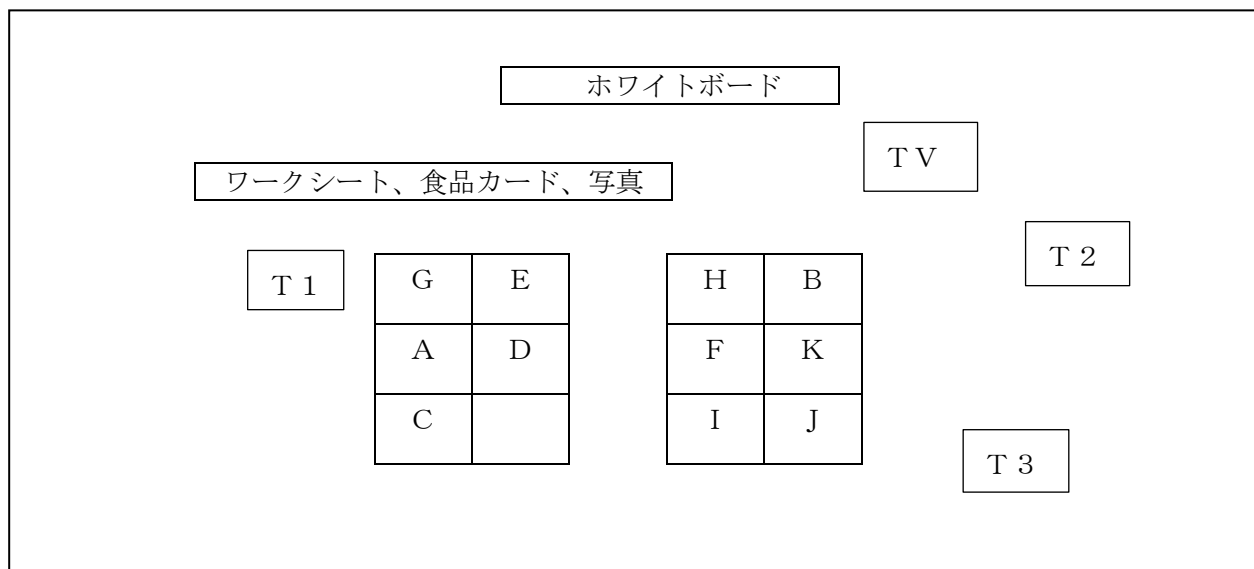 ホワイトボード
ＴＶ
ワークシート、食品カード、写真
Ｔ２
Ｔ１
Ｇ Ｅ Ｈ Ｂ
Ａ Ｄ Ｆ Ｋ
Ｃ Ｉ Ｊ
Ｔ３